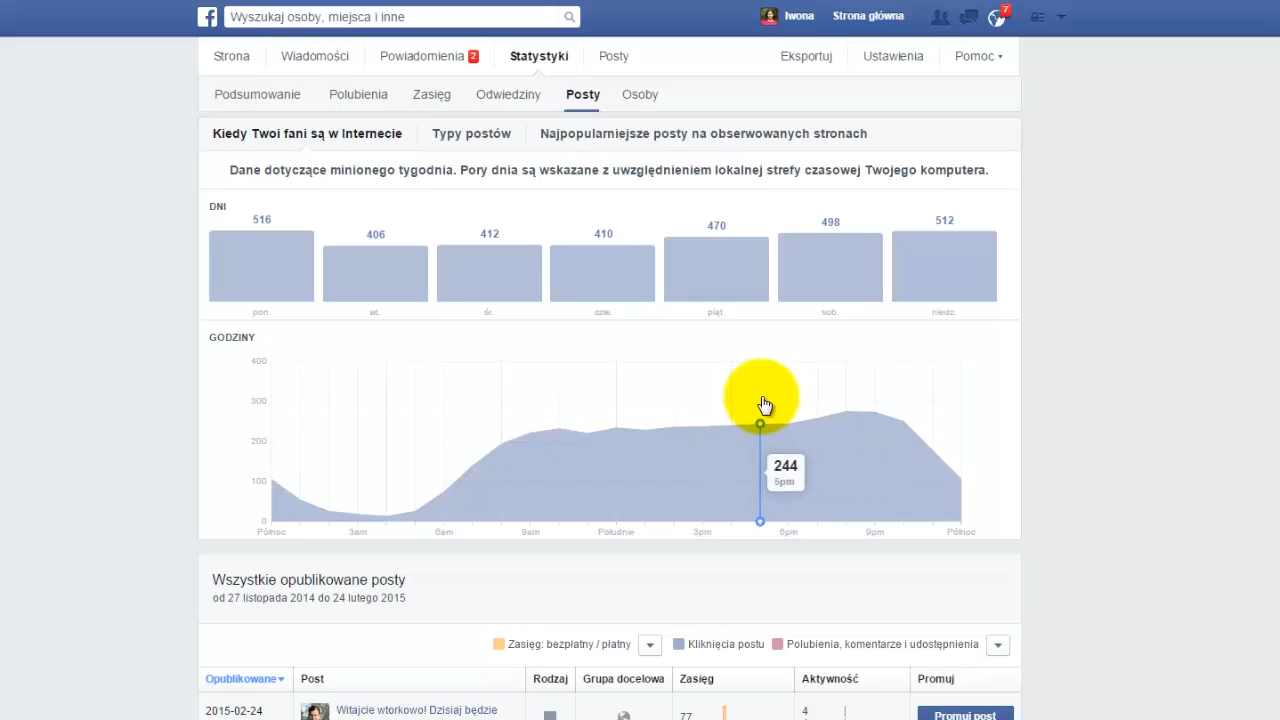 f Wyszukaj osoby, miejsca i inne Iwona Strona główna 7
Strona Wiadomości Powiadomienia 2 Statystyki Posty Eksportuj Ustawienia Pomoc
Podsumowanie Polubienia Zasięg Odwiedziny Posty Osoby
Kiedy Twoi fani są w Internecie Typy postów Najpopularniejsze posty na obserwowanych stronach
Dane dotyczące minionego tygodnia. Pory dnia są wskazane z uwzględnieniem lokalnej strefy czasowej Twojego komputera.
DNI
516 406 412 410 470 498 512
pon. wt. śr. czw. piąt. sob. niedz.
GODZINY
400
300
200
100
0
244
5pm
Północ 3am 6am 9am Południe 3pm 6pm 9pm Północ
Wszystkie opublikowane posty
od 27 listopada 2014 do 24 lutego 2015
Zasięg: bezpłatny / płatny Kliknięcia postu Polubienia, komentarze i udostępnienia
Opublikowane Post Rodzaj Grupa docelowa Zasięg Aktywność Promuj
2015-02-24 Witajcie wtorkowo! Dzisiaj będzie 77 4 Promuj post